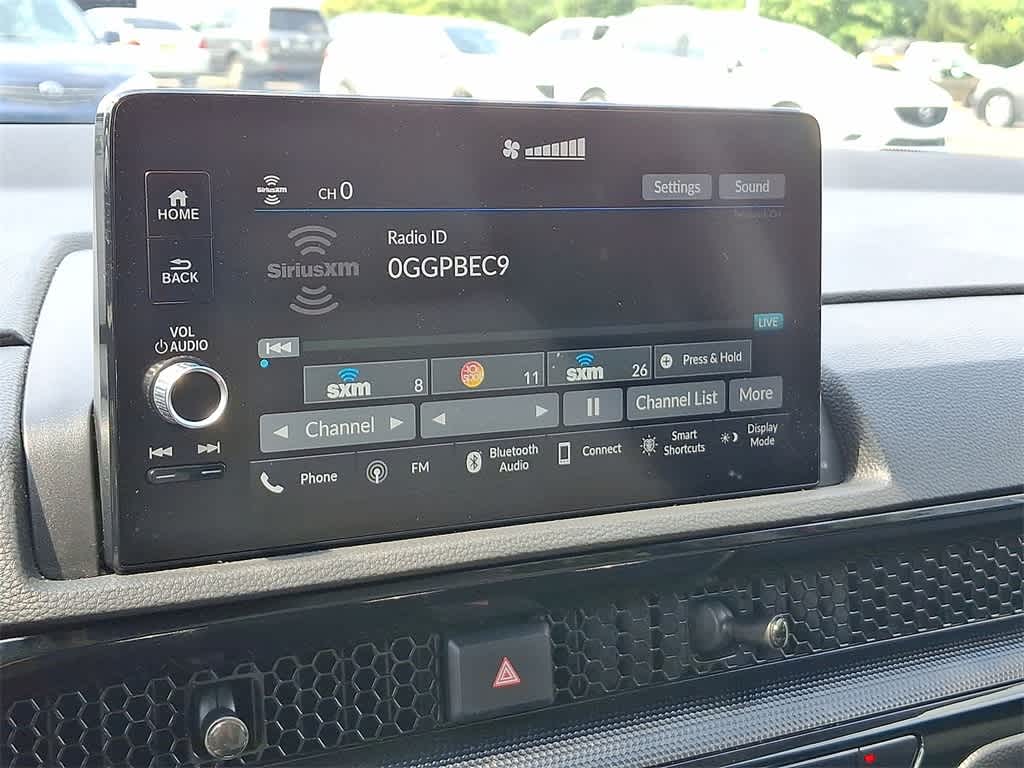 HOME
BACK
VOL
AUDIO
SiriusXM
CH 0
Settings
Sound
SiriusXM
Radio ID
0GGPBEC9
LIVE
sxm 8
11
sxm 26
Press & Hold
Channel
Channel List
More
Phone
FM
Bluetooth
Audio
Connect
Smart
Shortcuts
Display
Mode